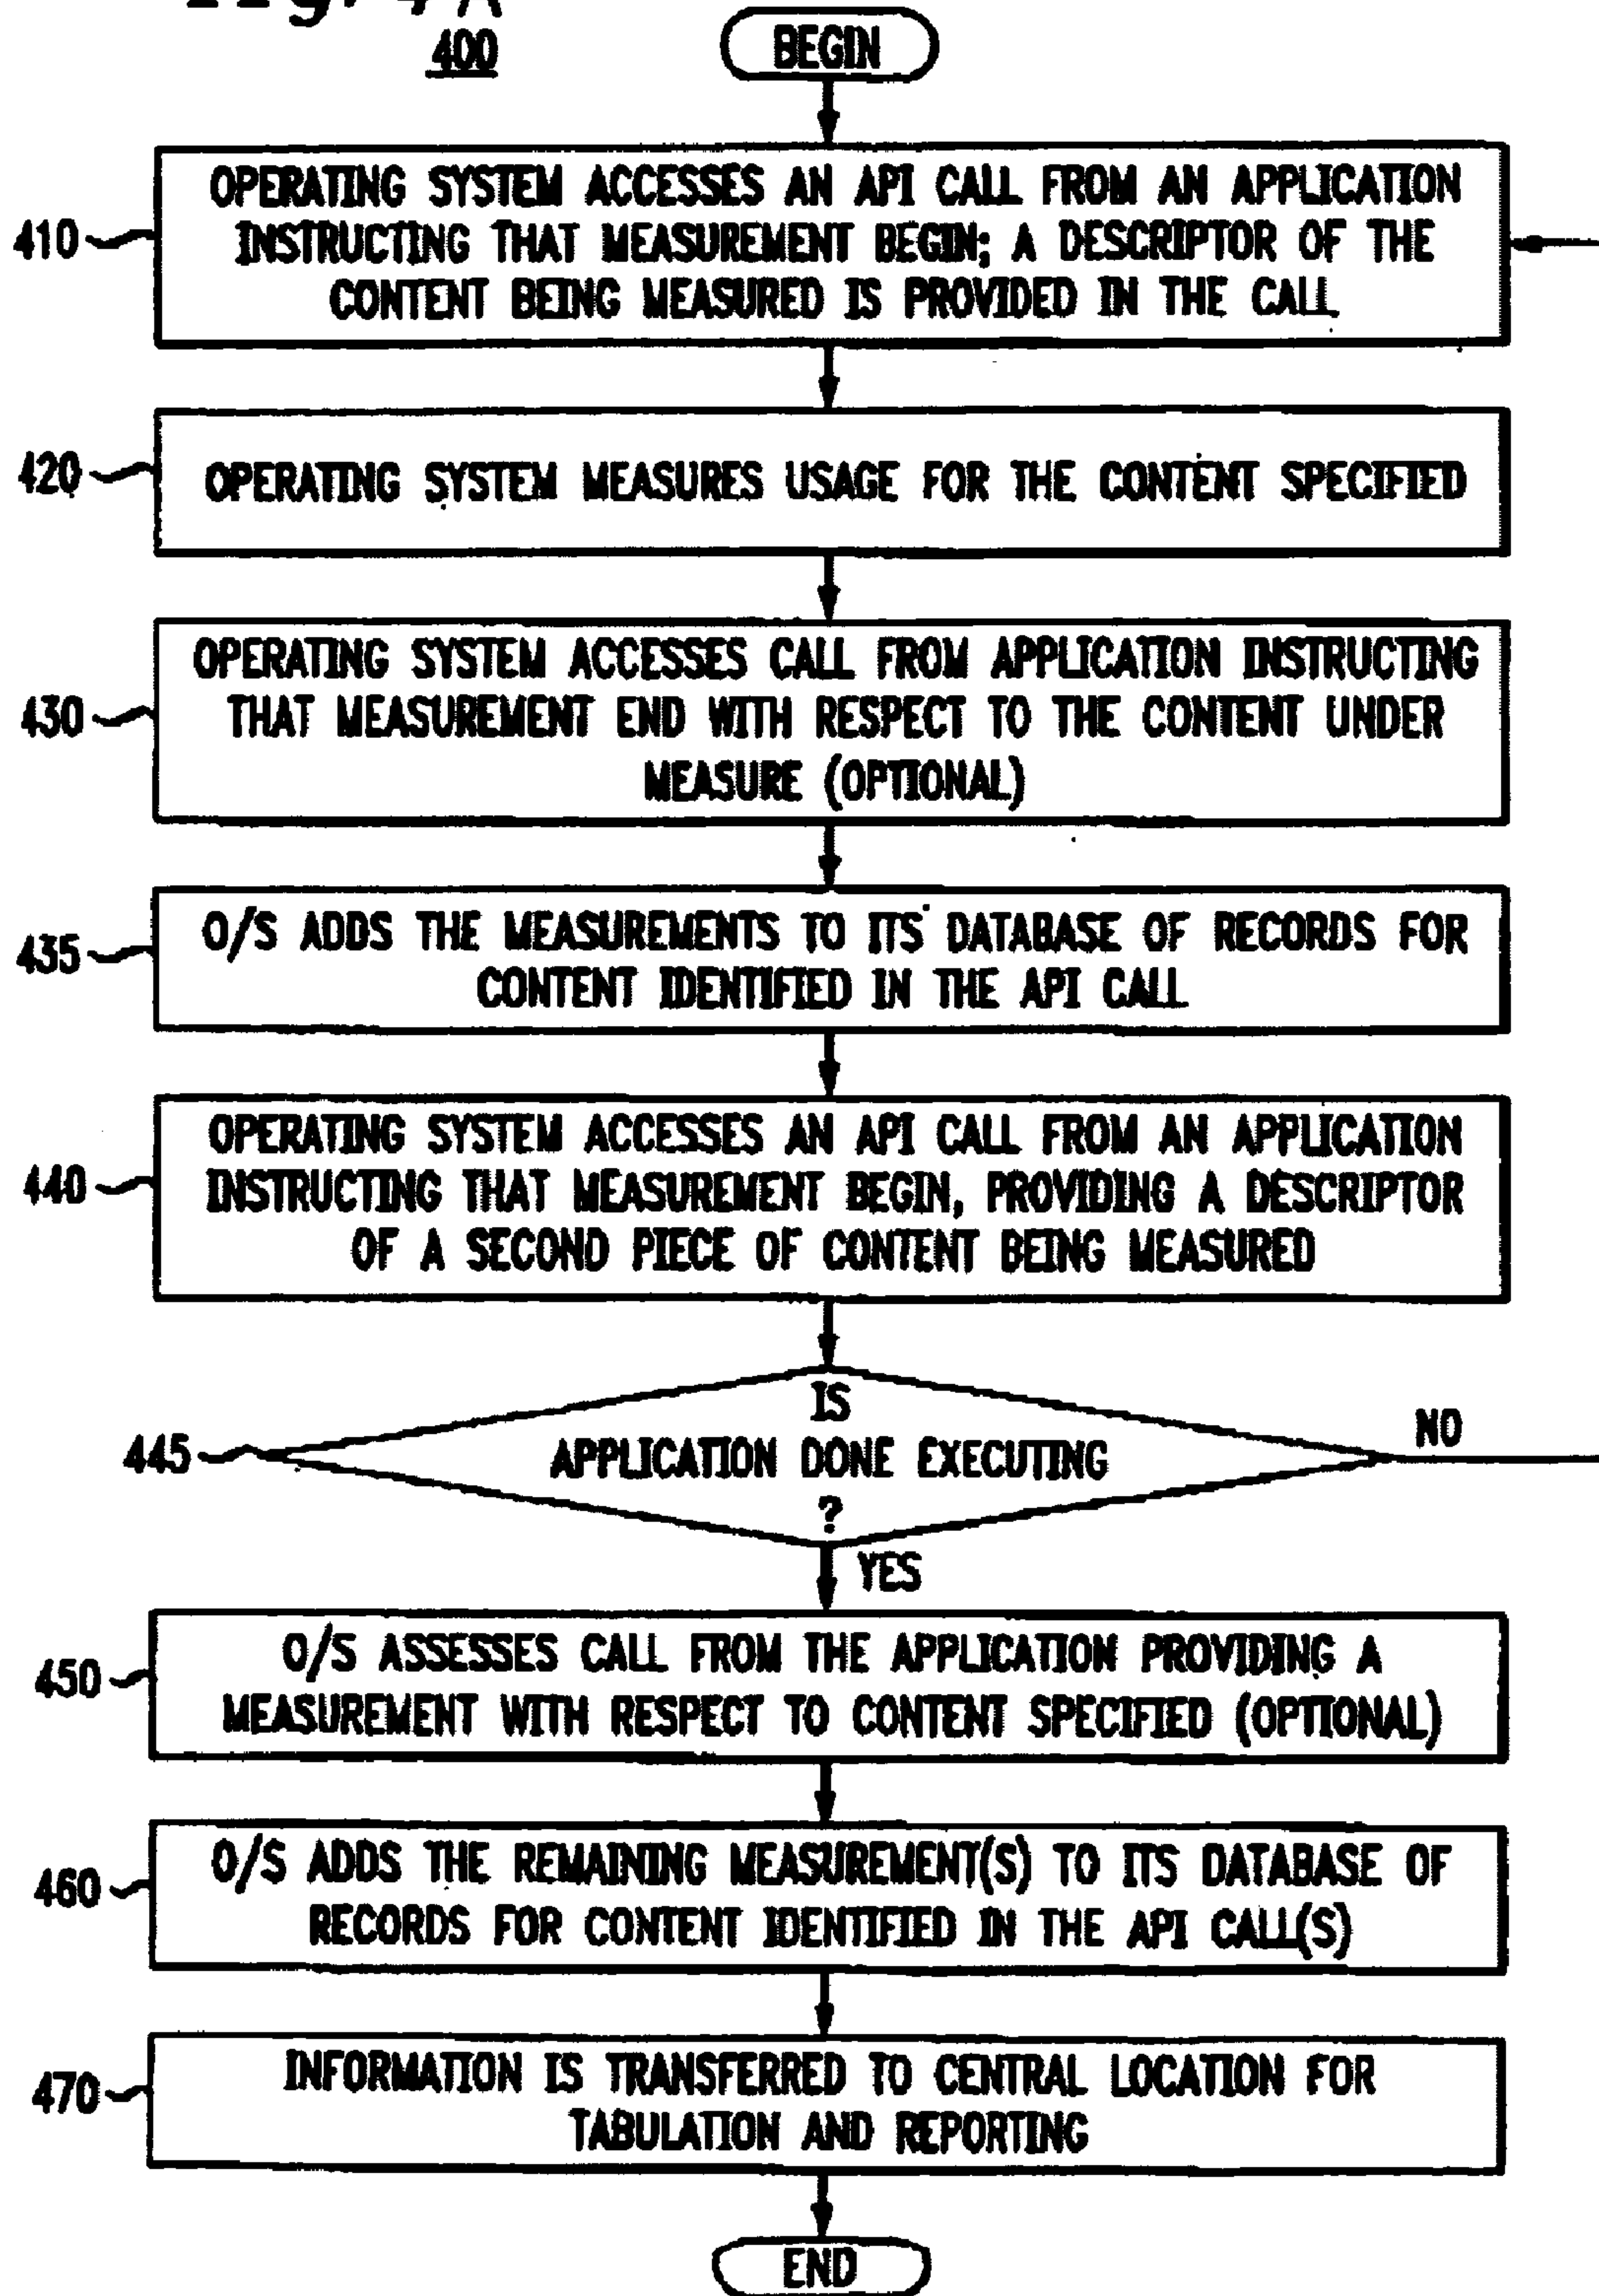 Fig. 4A
400
BEGIN
410
OPERATING SYSTEM ACCESSES AN API CALL FROM AN APPLICATION
INSTRUCTING THAT MEASUREMENT BEGIN; A DESCRIPTOR OF THE
CONTENT BEING MEASURED IS PROVIDED IN THE CALL
420
OPERATING SYSTEM MEASURES USAGE FOR THE CONTENT SPECIFIED
430
OPERATING SYSTEM ACCESSES CALL FROM APPLICATION INSTRUCTING
THAT MEASUREMENT END WITH RESPECT TO THE CONTENT UNDER
MEASURE (OPTIONAL)
435
O/S ADDS THE MEASUREMENTS TO ITS DATABASE OF RECORDS FOR
CONTENT IDENTIFIED IN THE API CALL
440
OPERATING SYSTEM ACCESSES AN API CALL FROM AN APPLICATION
INSTRUCTING THAT MEASUREMENT BEGIN, PROVIDING A DESCRIPTOR
OF A SECOND PIECE OF CONTENT BEING MEASURED
445
IS
APPLICATION DONE EXECUTING
?
NO
YES
450
O/S ASSESSES CALL FROM THE APPLICATION PROVIDING A
MEASUREMENT WITH RESPECT TO CONTENT SPECIFIED (OPTIONAL)
460
O/S ADDS THE REMAINING MEASUREMENT(S) TO ITS DATABASE OF
RECORDS FOR CONTENT IDENTIFIED IN THE API CALL(S)
470
INFORMATION IS TRANSFERRED TO CENTRAL LOCATION FOR
TABULATION AND REPORTING
END